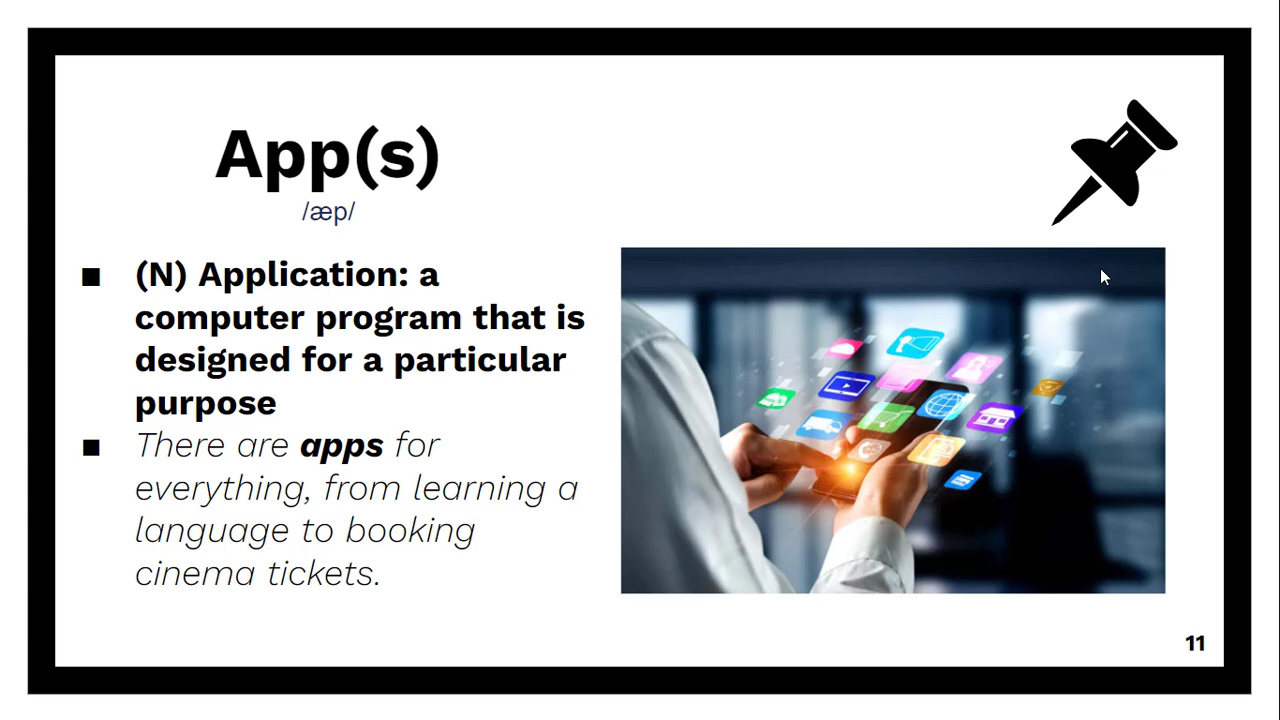 App(s)
/æp/
■ (N) Application: a
computer program that is
designed for a particular
purpose
■ There are apps for
everything, from learning a
language to booking
cinema tickets.
11